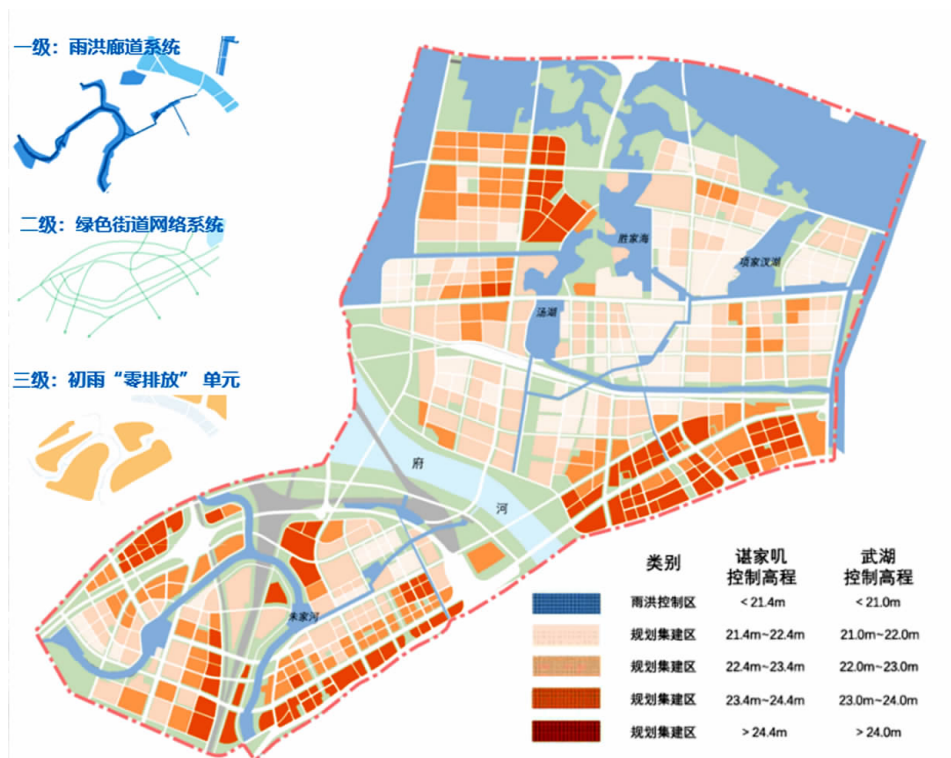 一级：雨洪廊道系统
二级：绿色街道网络系统
三级：初雨“零排放” 单元
胜家海
项家汊湖
汤湖
府
河
朱家河
类别 谌家矶 控制高程 武湖 控制高程
雨洪控制区 <21.4m <21.0m
规划集建区 21.4m~22.4m 21.0m~22.0m
规划集建区 22.4m~23.4m 22.0m~23.0m
规划集建区 23.4m~24.4m 23.0m~24.0m
规划集建区 >24.4m >24.0m